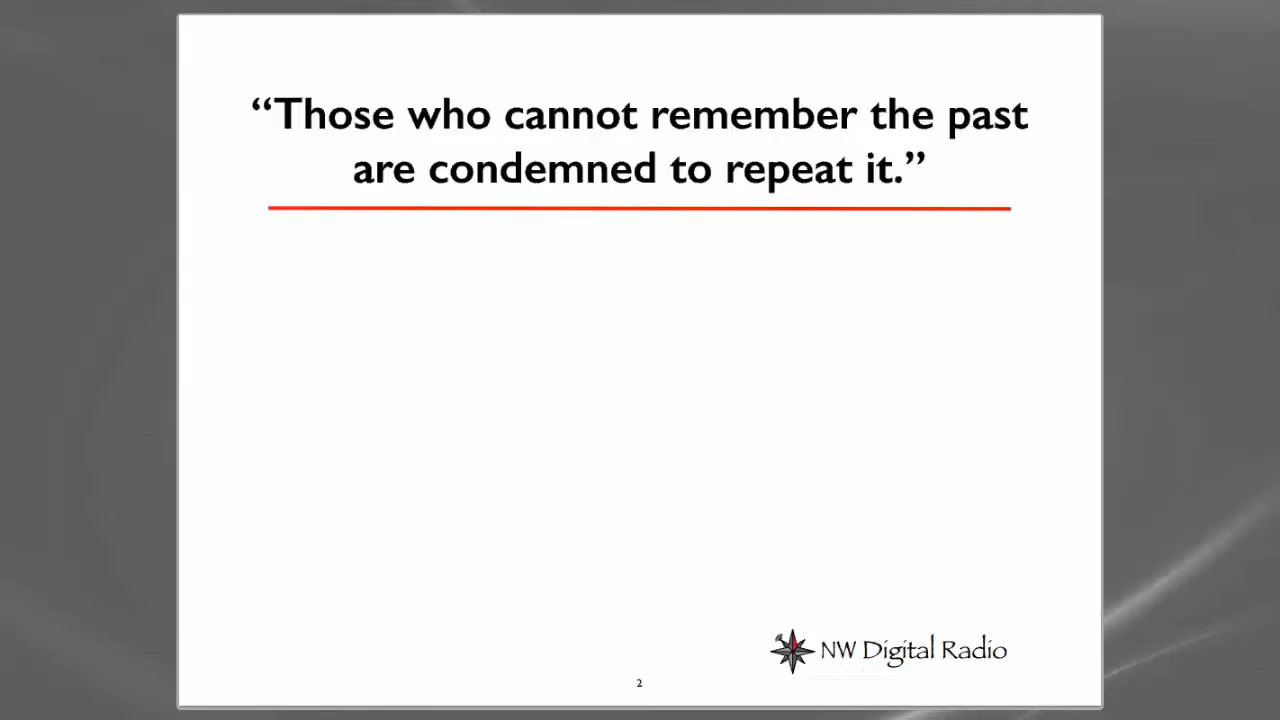 “Those who cannot remember the past
are condemned to repeat it.”
NW Digital Radio
2